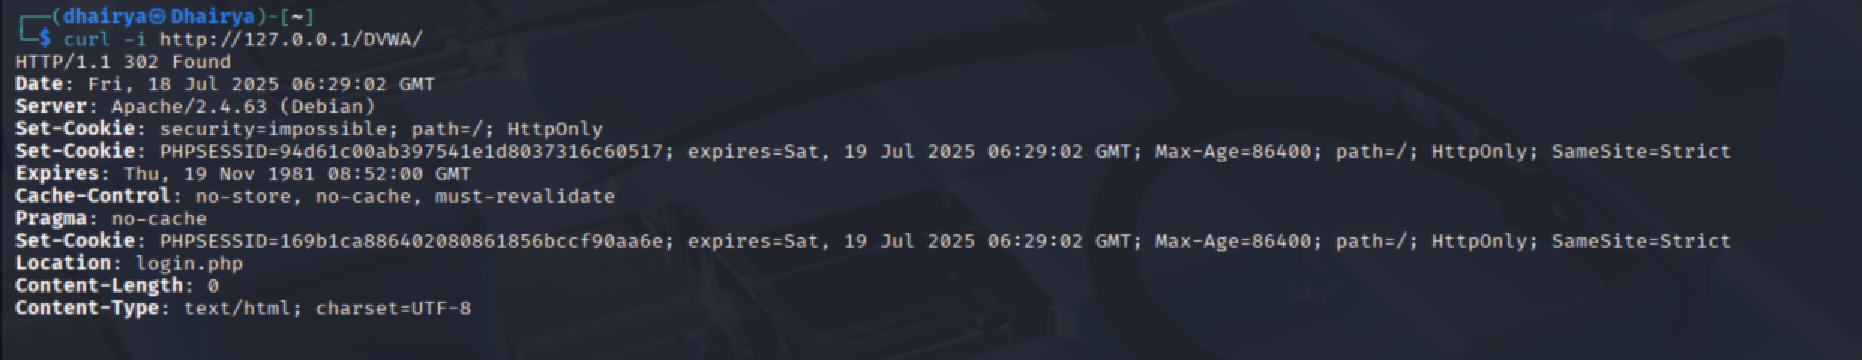 ┌──(dhairya㉿Dhairya)-[~]
└─$ curl -i http://127.0.0.1/DVWA/
HTTP/1.1 302 Found
Date: Fri, 18 Jul 2025 06:29:02 GMT
Server: Apache/2.4.63 (Debian)
Set-Cookie: security=impossible; path=/; HttpOnly
Set-Cookie: PHPSESSID=94d61c00ab397541e1d8037316c60517; expires=Sat, 19 Jul 2025 06:29:02 GMT; Max-Age=86400; path=/; HttpOnly; SameSite=Strict
Expires: Thu, 19 Nov 1981 08:52:00 GMT
Cache-Control: no-store, no-cache, must-revalidate
Pragma: no-cache
Set-Cookie: PHPSESSID=169b1ca886402080861856bccf90aa6e; expires=Sat, 19 Jul 2025 06:29:02 GMT; Max-Age=86400; path=/; HttpOnly; SameSite=Strict
Location: login.php
Content-Length: 0
Content-Type: text/html; charset=UTF-8